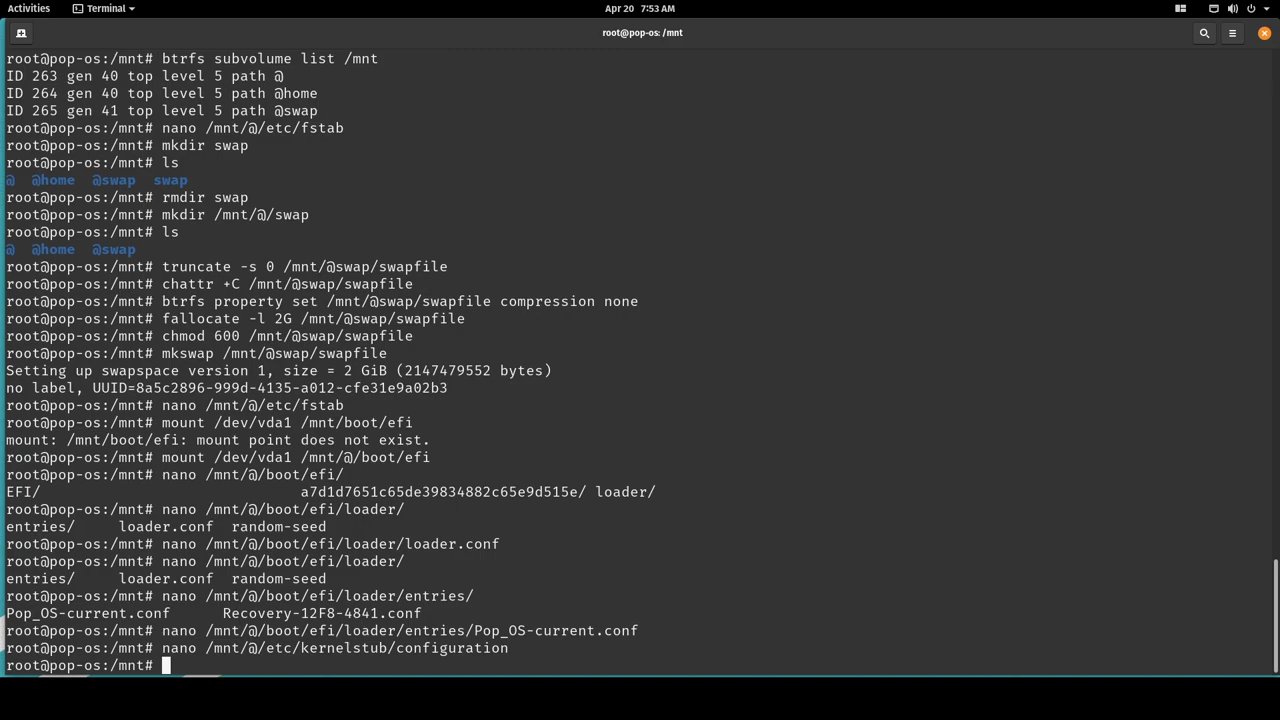 Activities Terminal Apr 20 7:53 AM
root@pop-os: /mnt
root@pop-os:/mnt# btrfs subvolume list /mnt
ID 263 gen 40 top level 5 path @
ID 264 gen 40 top level 5 path @home
ID 265 gen 41 top level 5 path @swap
root@pop-os:/mnt# nano /mnt/@/etc/fstab
root@pop-os:/mnt# mkdir swap
root@pop-os:/mnt# ls
@ @home @swap swap
root@pop-os:/mnt# rmdir swap
root@pop-os:/mnt# mkdir /mnt/@/swap
root@pop-os:/mnt# ls
@ @home @swap
root@pop-os:/mnt# truncate -s 0 /mnt/@swap/swapfile
root@pop-os:/mnt# chattr +C /mnt/@swap/swapfile
root@pop-os:/mnt# btrfs property set /mnt/@swap/swapfile compression none
root@pop-os:/mnt# fallocate -l 2G /mnt/@swap/swapfile
root@pop-os:/mnt# chmod 600 /mnt/@swap/swapfile
root@pop-os:/mnt# mkswap /mnt/@swap/swapfile
Setting up swapspace version 1, size = 2 GiB (2147479552 bytes)
no label, UUID=8a5c2896-999d-4135-a012-cfe31e9a02b3
root@pop-os:/mnt# nano /mnt/@/etc/fstab
root@pop-os:/mnt# mount /dev/vda1 /mnt/boot/efi
mount: /mnt/boot/efi: mount point does not exist.
root@pop-os:/mnt# mount /dev/vda1 /mnt/@/boot/efi
root@pop-os:/mnt# nano /mnt/@/boot/efi/
EFI/ a7d1d7651c65de39834882c65e9d515e/ loader/
root@pop-os:/mnt# nano /mnt/@/boot/efi/loader/
entries/ loader.conf random-seed
root@pop-os:/mnt# nano /mnt/@/boot/efi/loader/loader.conf
root@pop-os:/mnt# nano /mnt/@/boot/efi/loader/
entries/ loader.conf random-seed
root@pop-os:/mnt# nano /mnt/@/boot/efi/loader/entries/
Pop_OS-current.conf Recovery-12F8-4841.conf
root@pop-os:/mnt# nano /mnt/@/boot/efi/loader/entries/Pop_OS-current.conf
root@pop-os:/mnt# nano /mnt/@/etc/kernelstub/configuration
root@pop-os:/mnt#